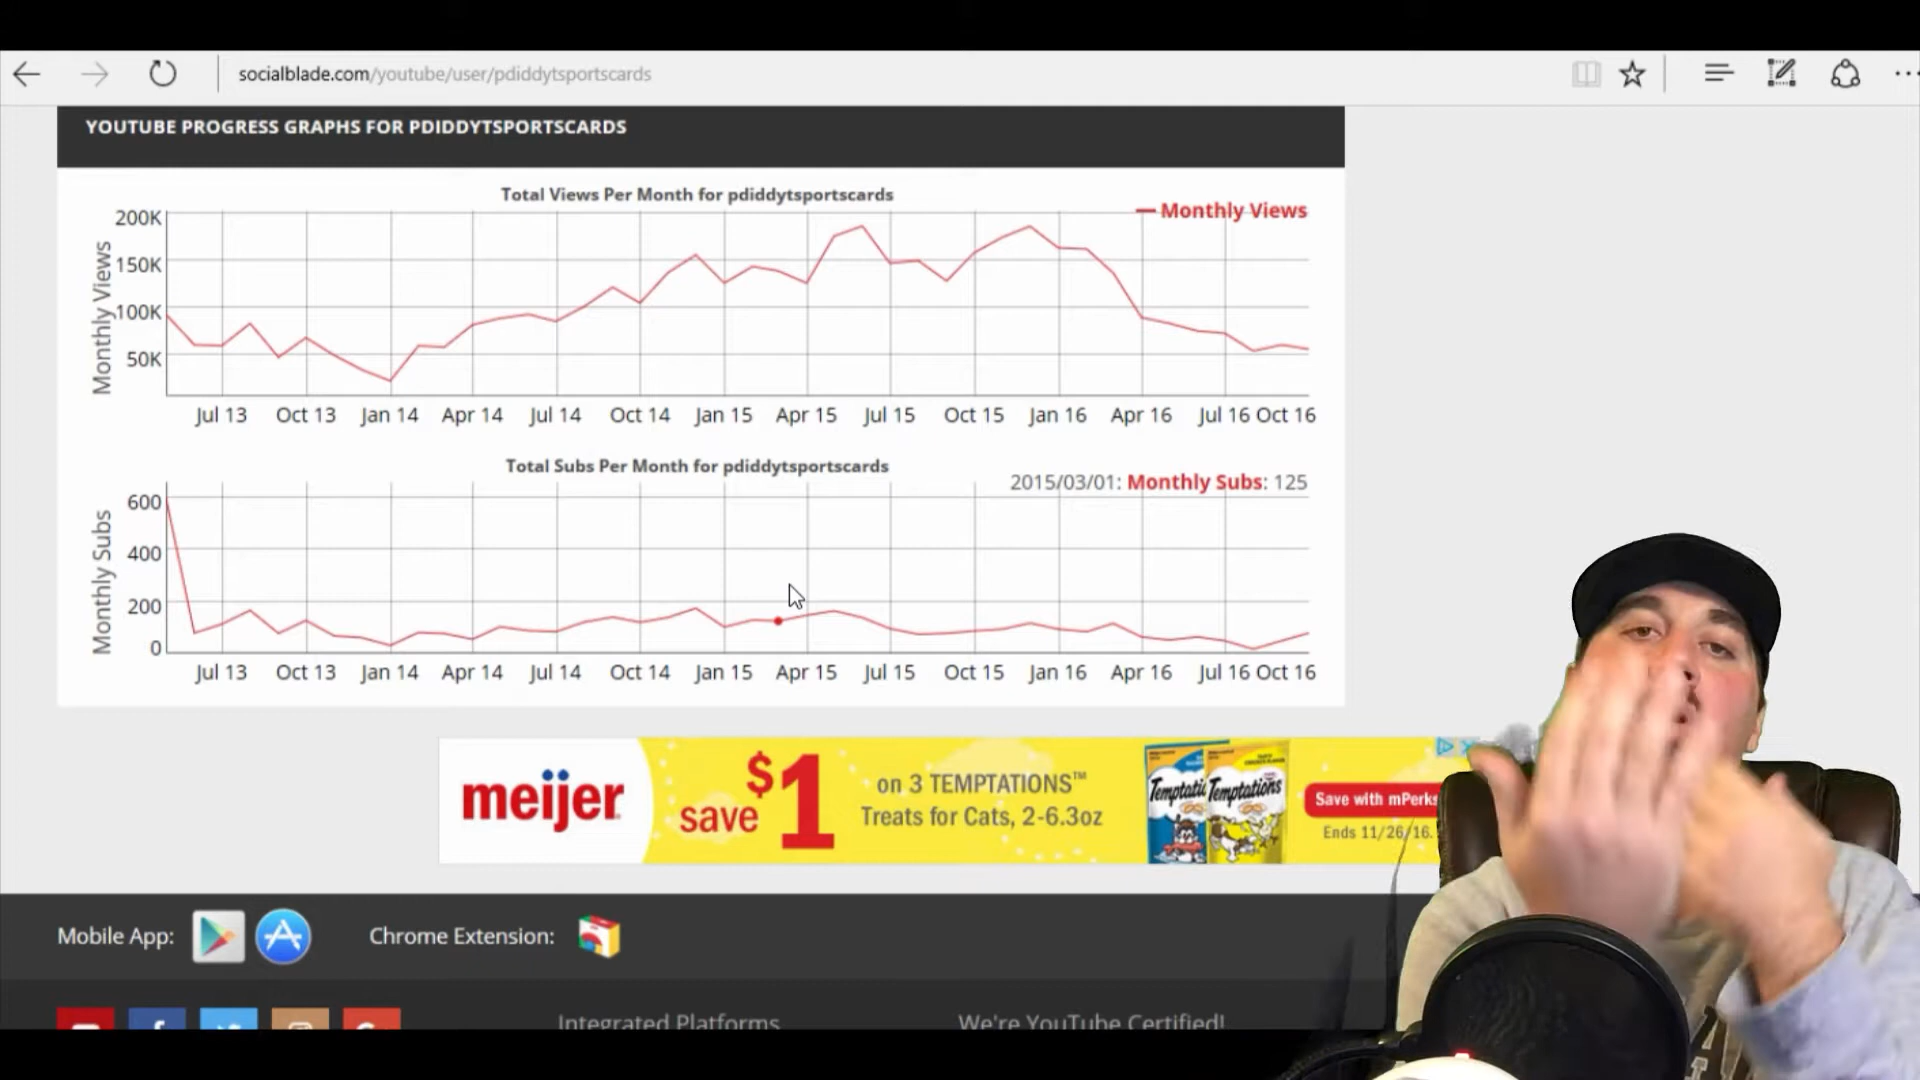 socialblade.com/youtube/user/pdiddytsportscards
YOUTUBE PROGRESS GRAPHS FOR PDIDDYTSPORTSCARDS
Total Views Per Month for pdiddytsportscards
Monthly Views
Monthly Views
200K
150K
100K
50K
Jul 13 Oct 13 Jan 14 Apr 14 Jul 14 Oct 14 Jan 15 Apr 15 Jul 15 Oct 15 Jan 16 Apr 16 Jul 16 Oct 16
Total Subs Per Month for pdiddytsportscards
2015/03/01: Monthly Subs: 125
Monthly Subs
600
400
200
0
Jul 13 Oct 13 Jan 14 Apr 14 Jul 14 Oct 14 Jan 15 Apr 15 Jul 15 Oct 15 Jan 16 Apr 16 Jul 16 Oct 16
meijer
save $1
on 3 TEMPTATIONS™
Treats for Cats, 2-6.3oz
Temptati
Temptations
Save with mPerks
Ends 11/26/16.
Mobile App:
Chrome Extension:
Integrated Platforms
We're YouTube Certified!